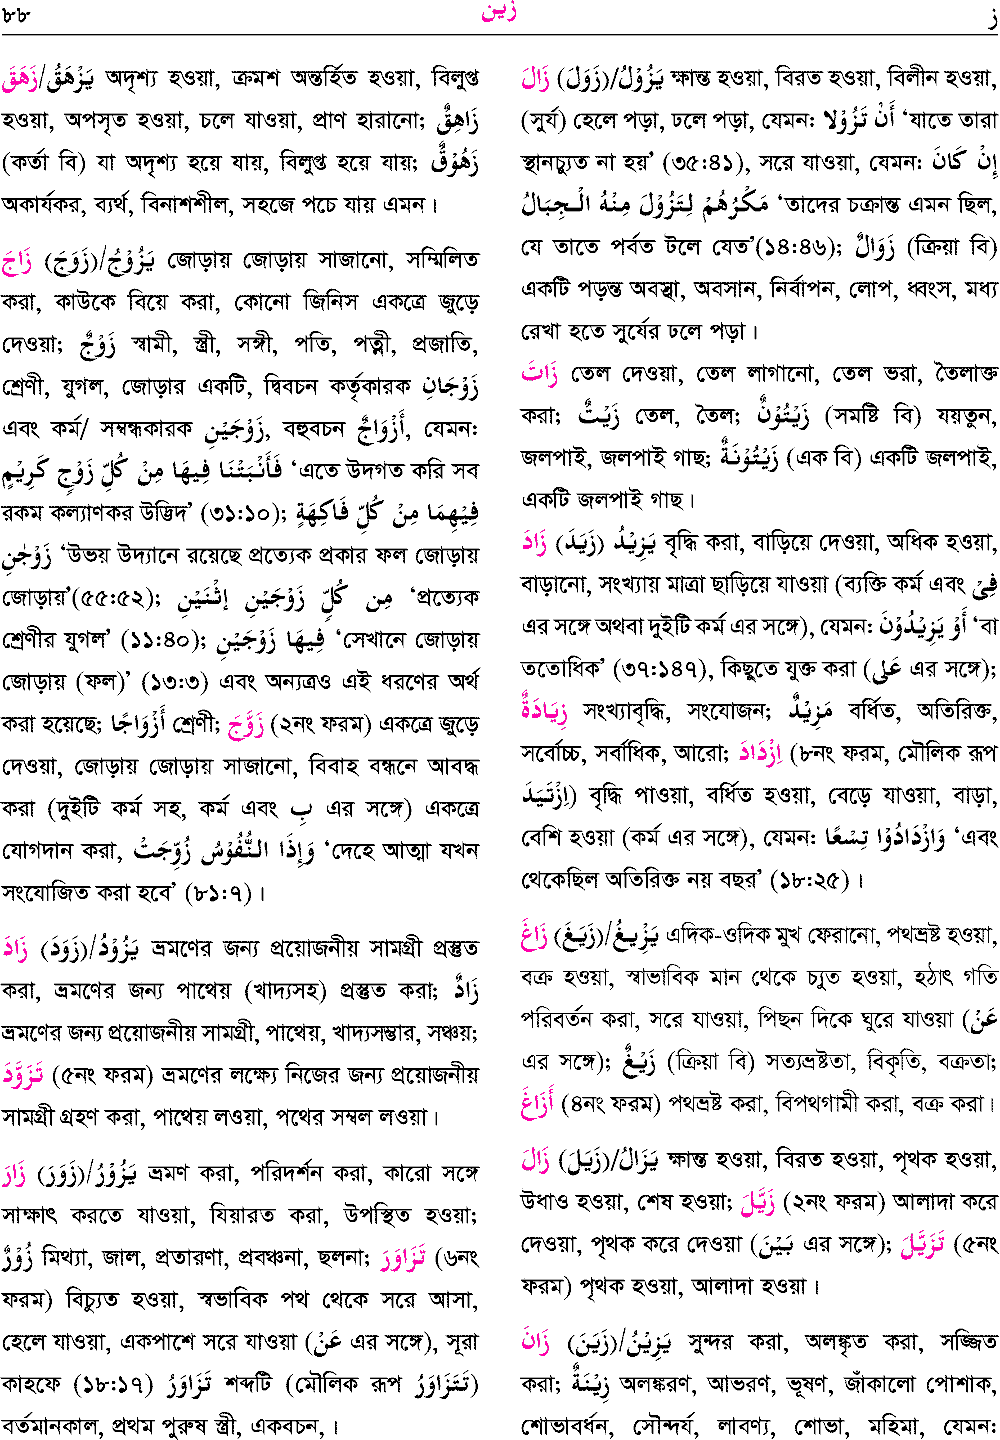 ৮৮ زين ز
زَهَقَ/يَزْهَقُ অদৃশ্য হওয়া, ক্রমশ অন্তর্হিত হওয়া, বিলুপ্ত
হওয়া, অপসৃত হওয়া, চলে যাওয়া, প্রাণ হারানো; زَاهِقٌ
(কর্তা বি) যা অদৃশ্য হয়ে যায়, বিলুপ্ত হয়ে যায়; زَهُوْقٌ
অকার্যকর, ব্যর্থ, বিনাশশীল, সহজে পচে যায় এমন।
زَاجَ (زَوَجَ)/يَزُوْجُ জোড়ায় জোড়ায় সাজানো, সম্মিলিত
করা, কাউকে বিয়ে করা, কোনো জিনিস একত্রে জুড়ে
দেওয়া; زَوْجٌ স্বামী, স্ত্রী, সঙ্গী, পতি, পত্নী, প্রজাতি,
শ্রেণী, যুগল, জোড়ার একটি, দ্বিবচন কর্তৃকারক زَوْجَانِ
এবং কর্ম/ সম্বন্ধকারক زَوْجَيْنِ, বহুবচন أَزْوَاجٌ, যেমন:
فَأَنْبَتْنَا فِيهَا مِنْ كُلِّ زَوْجٍ كَرِيْمٍ ‘এতে উদগত করি সব
রকম কল্যাণকর উদ্ভিদ’ (৩১:১০); فِيْهِمَا مِنْ كُلِّ فَاكِهَةٍ
زَوْجٰنِ ‘উভয় উদ্যানে রয়েছে প্রত্যেক প্রকার ফল জোড়ায়
জোড়ায়’(৫৫:৫২); مِن كُلٍّ زَوْجَيْنِ إثْنَيْنِ ‘প্রত্যেক
শ্রেণীর যুগল’ (১১:৪০); فِيهَا زَوْجَيْنِ ‘সেখানে জোড়ায়
জোড়ায় (ফল)’ (১৩:৩) এবং অন্যত্রও এই ধরণের অর্থ
করা হয়েছে; أَزْوَاجًا শ্রেণী; زَوَّجَ (২নং ফরম) একত্রে জুড়ে
দেওয়া, জোড়ায় জোড়ায় সাজানো, বিবাহ বন্ধনে আবদ্ধ
করা (দুইটি কর্ম সহ, কর্ম এবং بِ এর সঙ্গে) একত্রে
যোগদান করা, وَإِذَا النُّفُوْسُ زُوِّجَتْ ‘দেহে আত্মা যখন
সংযোজিত করা হবে’ (৮১:৭)।
زَادَ (زَوَدَ)/يَزُوْدُ ভ্রমণের জন্য প্রয়োজনীয় সামগ্রী প্রস্তুত
করা, ভ্রমণের জন্য পাথেয় (খাদ্যসহ) প্রস্তুত করা; زَادٌ
ভ্রমণের জন্য প্রয়োজনীয় সামগ্রী, পাথেয়, খাদ্যসম্ভার, সঞ্চয়;
تَزَوَّدَ (৫নং ফরম) ভ্রমণের লক্ষ্যে নিজের জন্য প্রয়োজনীয়
সামগ্রী গ্রহণ করা, পাথেয় লওয়া, পথের সম্বল লওয়া।
زَارَ (زَوَرَ)/يَزُوْرُ ভ্রমণ করা, পরিদর্শন করা, কারো সঙ্গে
সাক্ষাৎ করতে যাওয়া, যিয়ারত করা, উপস্থিত হওয়া;
زُوْرٌ মিথ্যা, জাল, প্রতারণা, প্রবঞ্চনা, ছলনা; تَزَاوَرَ (৬নং
ফরম) বিচ্যুত হওয়া, স্বভাবিক পথ থেকে সরে আসা,
হেলে যাওয়া, একপাশে সরে যাওয়া (عَنْ এর সঙ্গে), সূরা
কাহফে (১৮:১৭) تَزَاوَرُ শব্দটি (মৌলিক রূপ تَتَزَاوَرُ)
বর্তমানকাল, প্রথম পুরুষ স্ত্রী, একবচন, ।
زَالَ (زَوَلَ)/يَزُوْلُ ক্ষান্ত হওয়া, বিরত হওয়া, বিলীন হওয়া,
(সূর্য) হেলে পড়া, ঢলে পড়া, যেমন: أَنْ تَزُوْلا ‘যাতে তারা
স্থানচ্যুত না হয়’ (৩৫:৪১), সরে যাওয়া, যেমন: إِنْ كَانَ
مَكْرُهُمْ لِتَزُوْلَ مِنْهُ الْجِبَالُ ‘তাদের চক্রান্ত এমন ছিল,
যে তাতে পর্বত টলে যেত’(১৪:৪৬); زَوَالٌ (ক্রিয়া বি)
একটি পড়ন্ত অবস্থা, অবসান, নির্বাপন, লোপ, ধ্বংস, মধ্য
রেখা হতে সুর্যের ঢলে পড়া।
زَاتَ তেল দেওয়া, তেল লাগানো, তেল ভরা, তৈলাক্ত
করা; زَيْتٌ তেল, তৈল; زَيْتُوْنٌ (সমষ্টি বি) যয়তুন,
জলপাই, জলপাই গাছ; زَيْتُوْنَةٌ (এক বি) একটি জলপাই,
একটি জলপাই গাছ।
زَادَ (زَيَدَ) يَزِيْدُ বৃদ্ধি করা, বাড়িয়ে দেওয়া, অধিক হওয়া,
বাড়ানো, সংখ্যায় মাত্রা ছাড়িয়ে যাওয়া (ব্যক্তি কর্ম এবং فِىْ
এর সঙ্গে অথবা দুইটি কর্ম এর সঙ্গে), যেমন: أَوْ يَزِيْدُوْنَ ‘বা
ততোধিক’ (৩৭:১৪৭), কিছুতে যুক্ত করা (عَلٰى এর সঙ্গে);
زِيَادَةٌ সংখ্যাবৃদ্ধি, সংযোজন; مَزِيْدٌ বর্ধিত, অতিরিক্ত,
সর্বোচ্চ, সর্বাধিক, আরো; اِزْدَادَ (৮নং ফরম, মৌলিক রূপ
اِزْتَيَدَ) বৃদ্ধি পাওয়া, বর্ধিত হওয়া, বেড়ে যাওয়া, বাড়া,
বেশি হওয়া (কর্ম এর সঙ্গে), যেমন: وَازْدَادُوْا تِسْعًا ‘এবং
থেকেছিল অতিরিক্ত নয় বছর’ (১৮:২৫)।
زَاغَ (زَيَغَ)/يَزِيغُ এদিক-ওদিক মুখ ফেরানো, পথভ্রষ্ট হওয়া,
বক্র হওয়া, স্বাভাবিক মান থেকে চ্যুত হওয়া, হঠাৎ গতি
পরিবর্তন করা, সরে যাওয়া, পিছন দিকে ঘুরে যাওয়া (عَنْ
এর সঙ্গে); زَيْغٌ (ক্রিয়া বি) সত্যভ্রষ্টতা, বিকৃতি, বক্রতা;
أَزَاغَ (৪নং ফরম) পথভ্রষ্ট করা, বিপথগামী করা, বক্র করা।
زَالَ (زَيَلَ)/يَزَالُ ক্ষান্ত হওয়া, বিরত হওয়া, পৃথক হওয়া,
উধাও হওয়া, শেষ হওয়া; زَيَّلَ (২নং ফরম) আলাদা করে
দেওয়া, পৃথক করে দেওয়া (بَيْنَ এর সঙ্গে); تَزَيَّلَ (৫নং
ফরম) পৃথক হওয়া, আলাদা হওয়া।
زَانَ (زَيَنَ)/يَزِيْنُ সুন্দর করা, অলঙ্কৃত করা, সজ্জিত
করা; زِيْنَةٌ অলঙ্করণ, আভরণ, ভূষণ, জাঁকালো পোশাক,
শোভাবর্ধন, সৌন্দর্য, লাবণ্য, শোভা, মহিমা, যেমন: